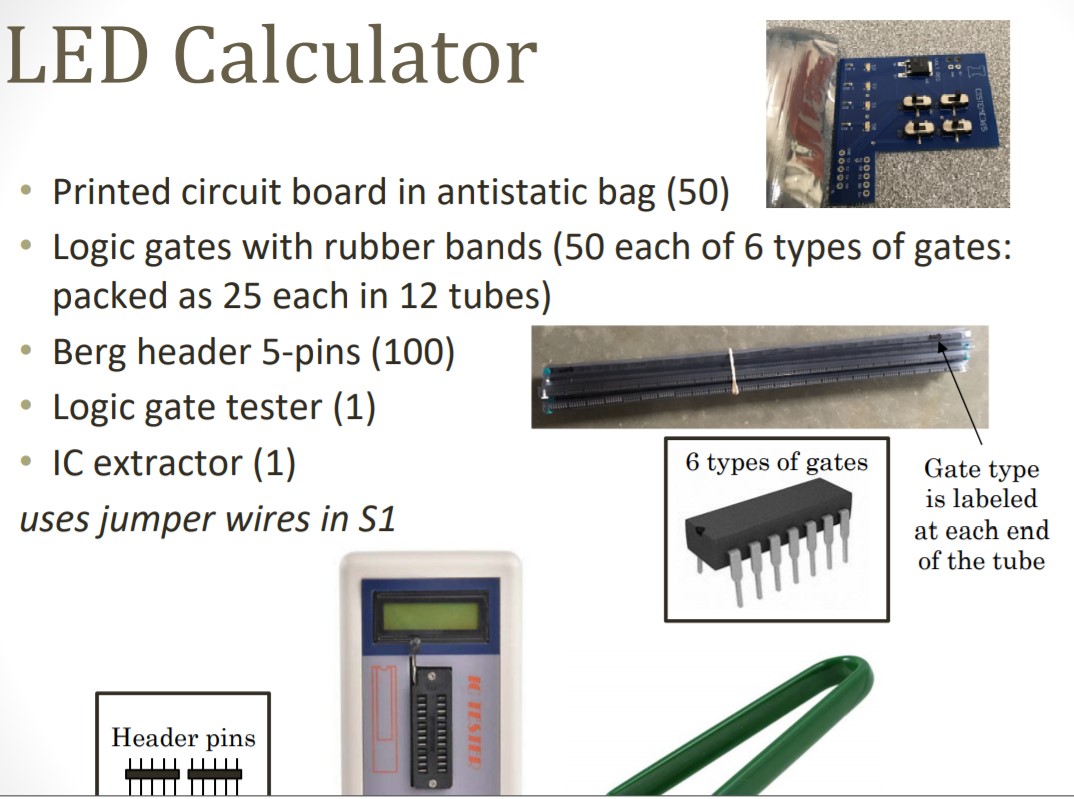 LED Calculator
• Printed circuit board in antistatic bag (50)
• Logic gates with rubber bands (50 each of 6 types of gates:
packed as 25 each in 12 tubes)
• Berg header 5-pins (100)
• Logic gate tester (1)
• IC extractor (1)
uses jumper wires in S1
6 types of gates
Gate type
is labeled
at each end
of the tube
IC TESTER
Header pins